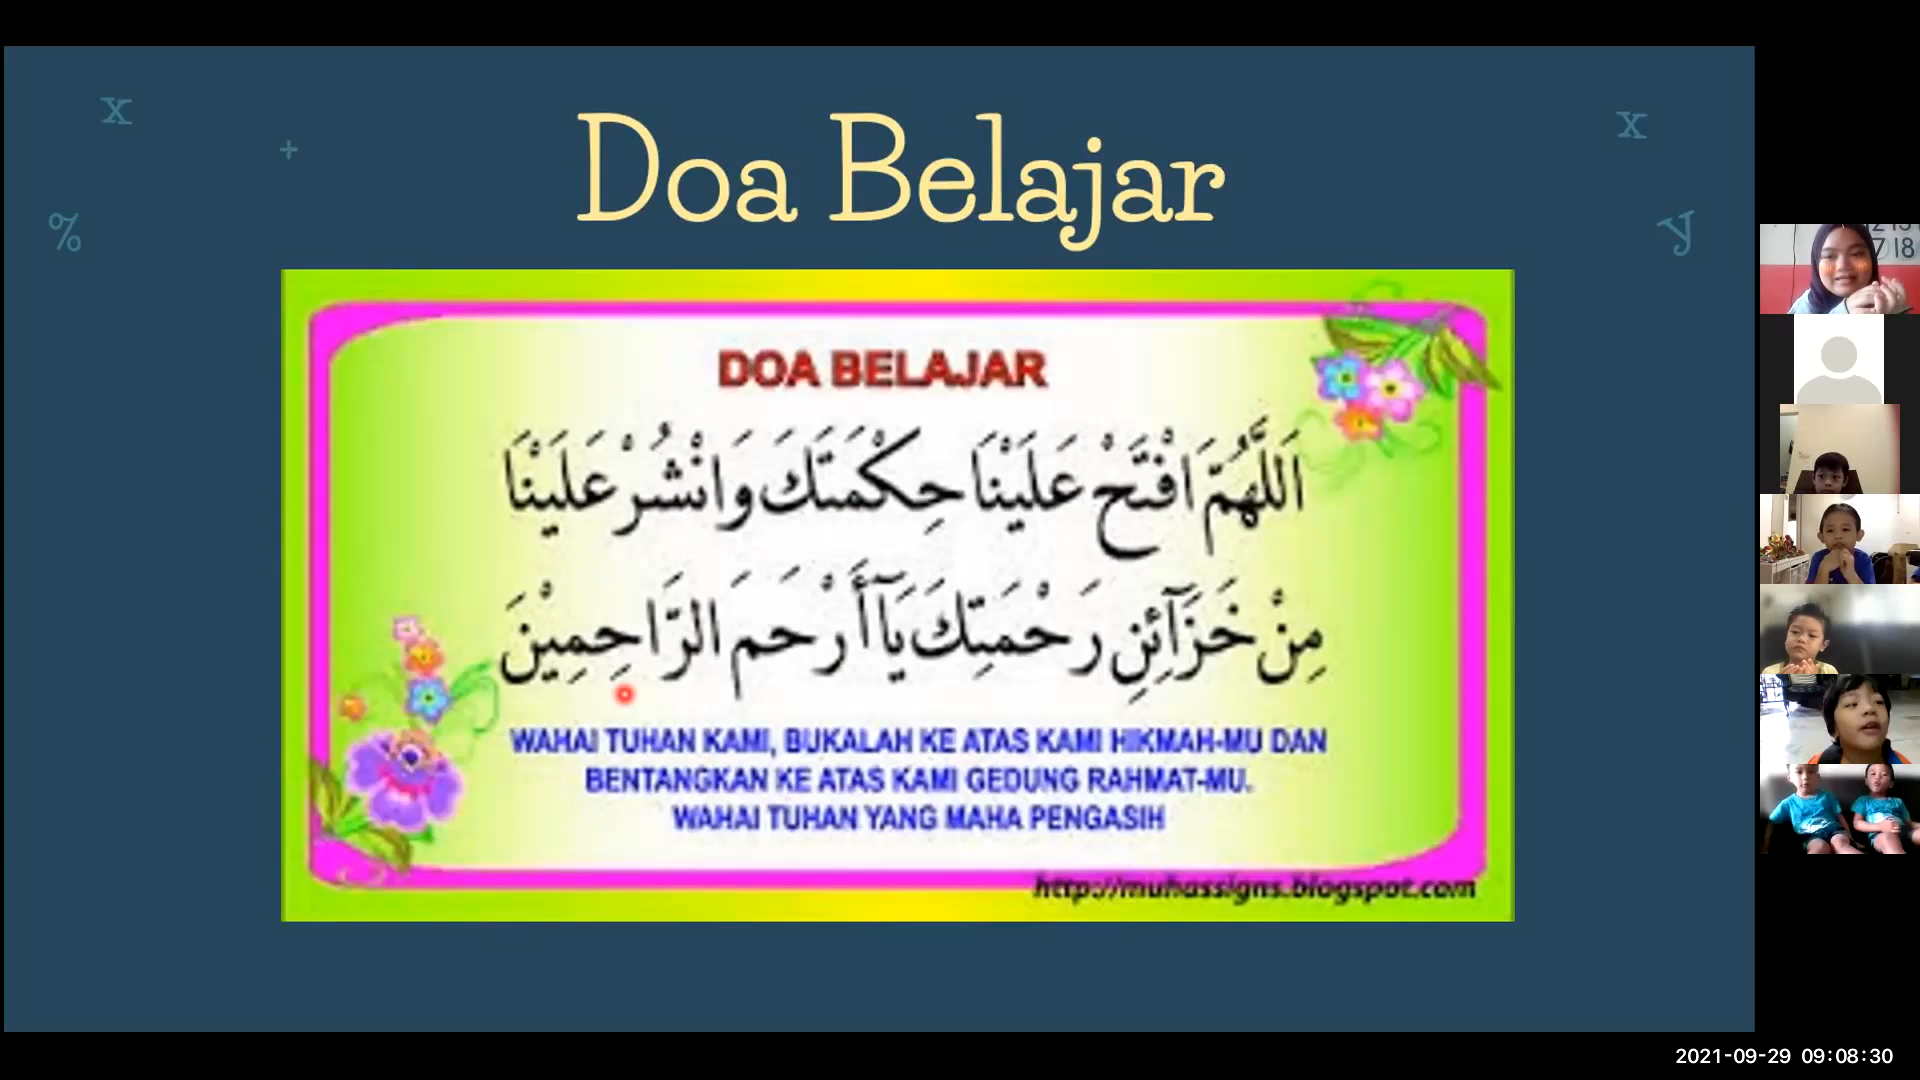 x
+
x
%
y
Doa Belajar
DOA BELAJAR
اَللَّهُمَّ افْتَحْ عَلَيْنَا حِكْمَتَكَ وَانْشُرْ عَلَيْنَا
مِنْ خَزَآئِنِ رَحْمَتِكَ يَآ أَرْحَمَ الرَّاحِمِيْنَ
WAHAI TUHAN KAMI, BUKALAH KE ATAS KAMI HIKMAH-MU DAN
BENTANGKAN KE ATAS KAMI GEDUNG RAHMAT-MU.
WAHAI TUHAN YANG MAHA PENGASIH
http://muhassigns.blogspot.com
18
2021-09-29 09:08:30